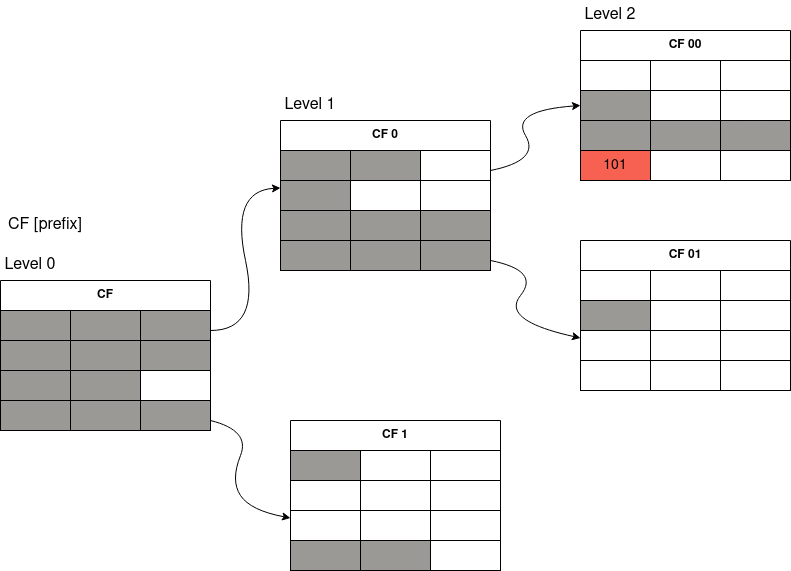 Level 2
CF 00
101
Level 1
CF 0
CF [prefix]
Level 0
CF
CF 01
CF 1